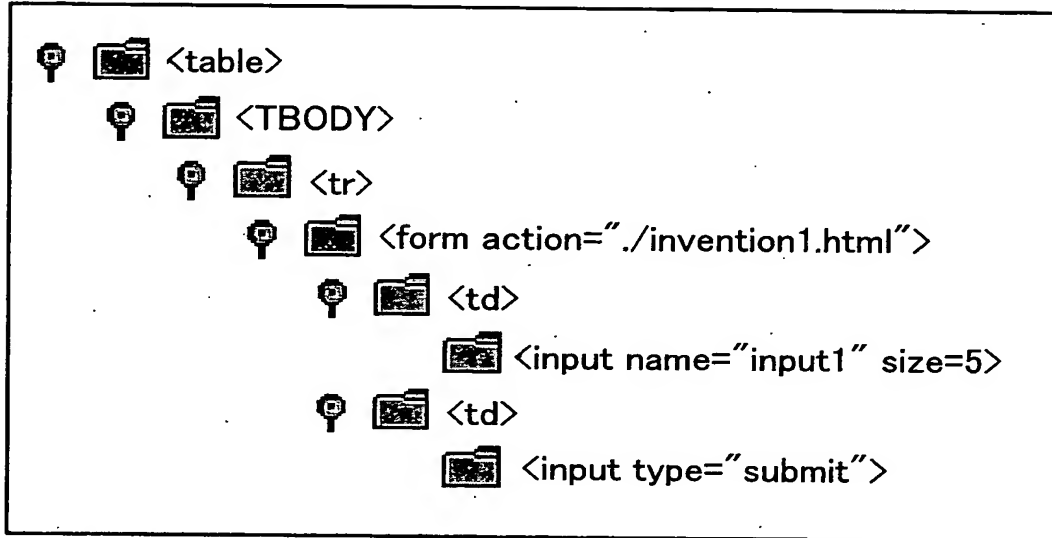 <table>
<TBODY>
<tr>
<form action="./invention1.html">
<td>
<input name="input1" size=5>
<td>
<input type="submit">